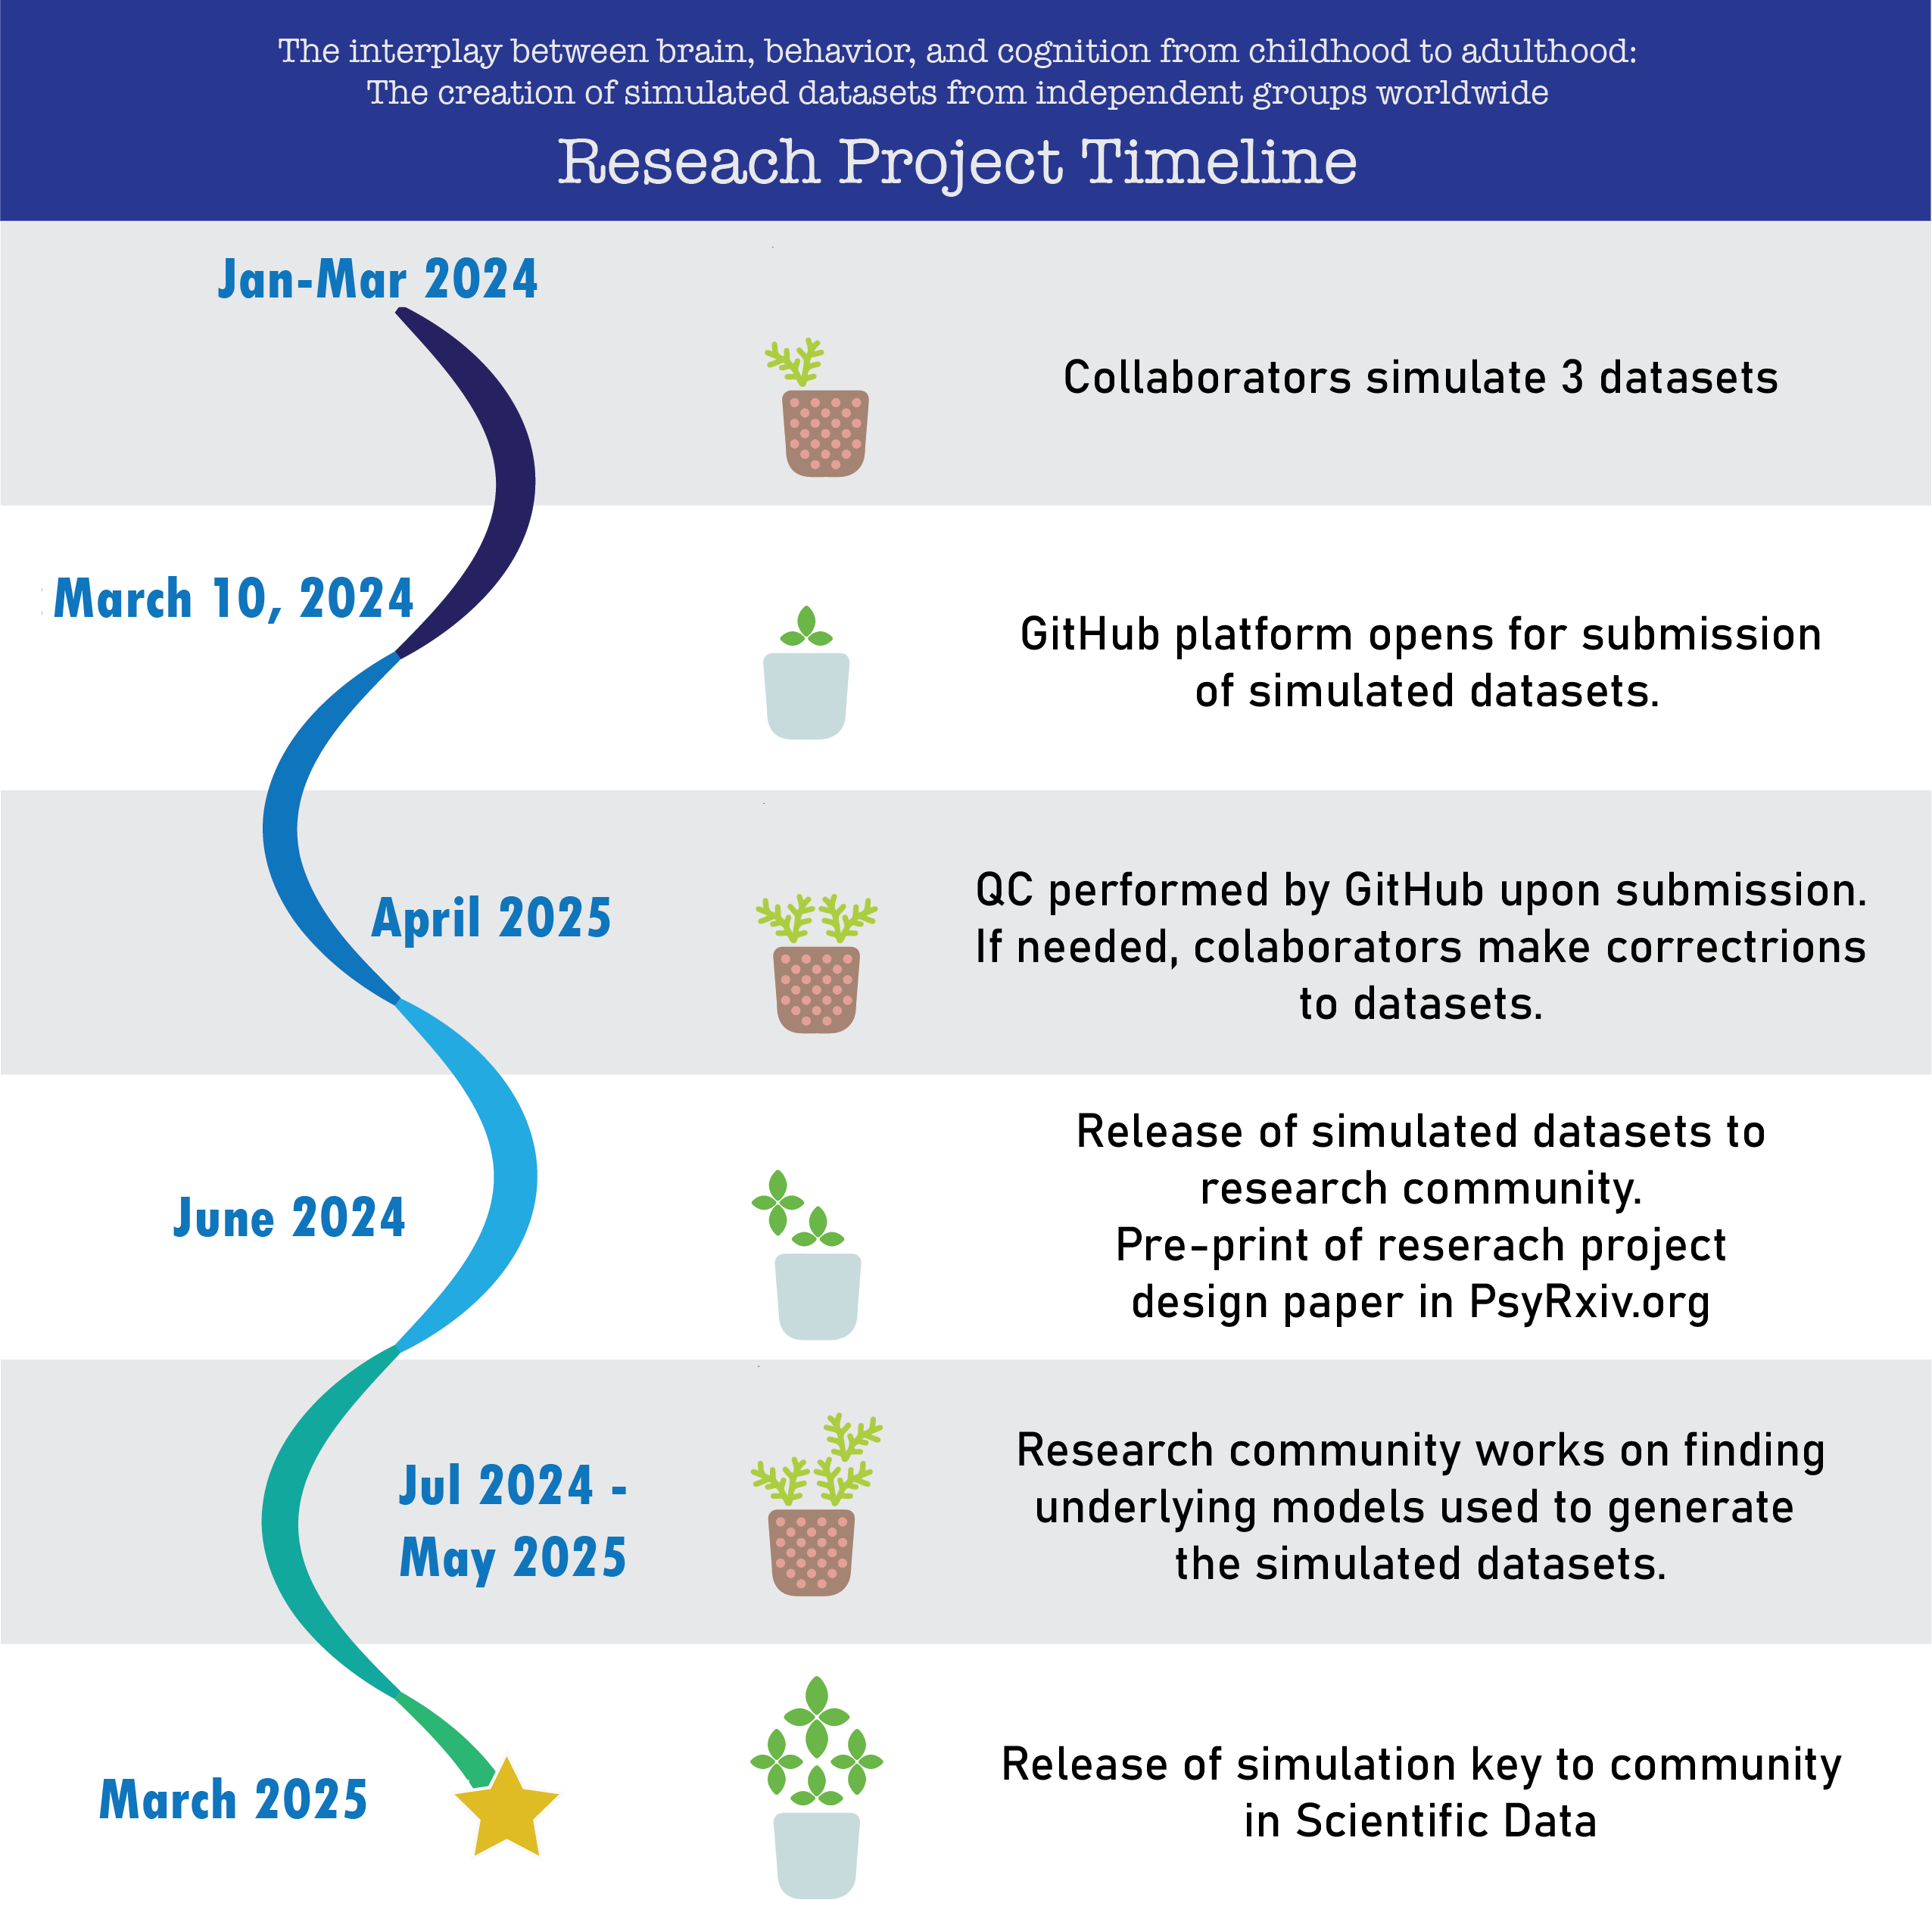 The interplay between brain, behavior, and cognition from childhood to adulthood:
The creation of simulated datasets from independent groups worldwide
Reseach Project Timeline
Jan-Mar 2024
Collaborators simulate 3 datasets
March 10, 2024
GitHub platform opens for submission
of simulated datasets.
April 2025
QC performed by GitHub upon submission.
If needed, colaborators make correctrions
to datasets.
June 2024
Release of simulated datasets to
research community.
Pre-print of reserach project
design paper in PsyRxiv.org
Jul 2024 -
May 2025
Research community works on finding
underlying models used to generate
the simulated datasets.
March 2025
Release of simulation key to community
in Scientific Data